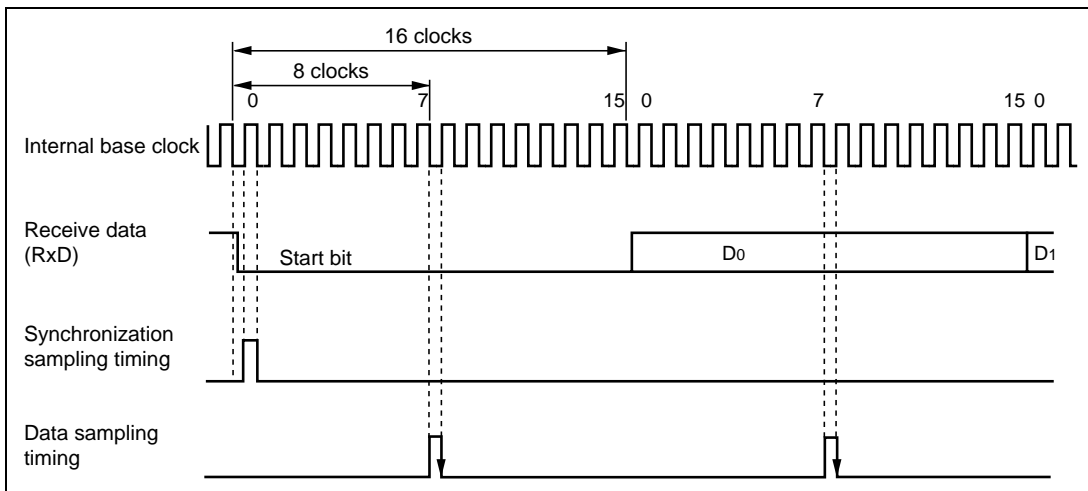 16 clocks
8 clocks
0 7 15 0 7 15 0
Internal base clock
Receive data
(RxD)
Start bit D0 D1
Synchronization
sampling timing
Data sampling
timing